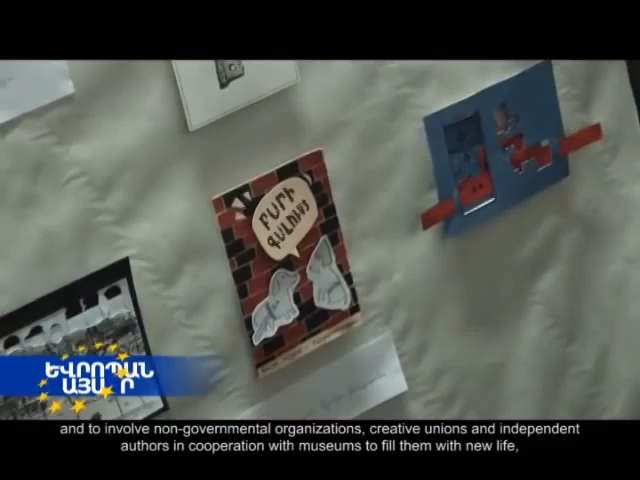 ԲԱՐԻ
ԳԱԼՈՒՍՏ
ԵՎՐՈՊԱՆ
ԱՅՍՕՐ
and to involve non-governmental organizations, creative unions and independent
authors in cooperation with museums to fill them with new life,